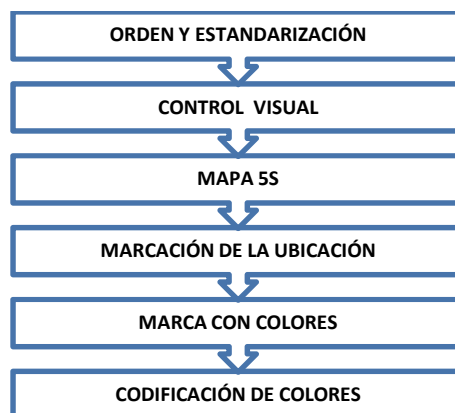 ORDEN Y ESTANDARIZACIÓN
CONTROL VISUAL
MAPA 5S
MARCACIÓN DE LA UBICACIÓN
MARCA CON COLORES
CODIFICACIÓN DE COLORES